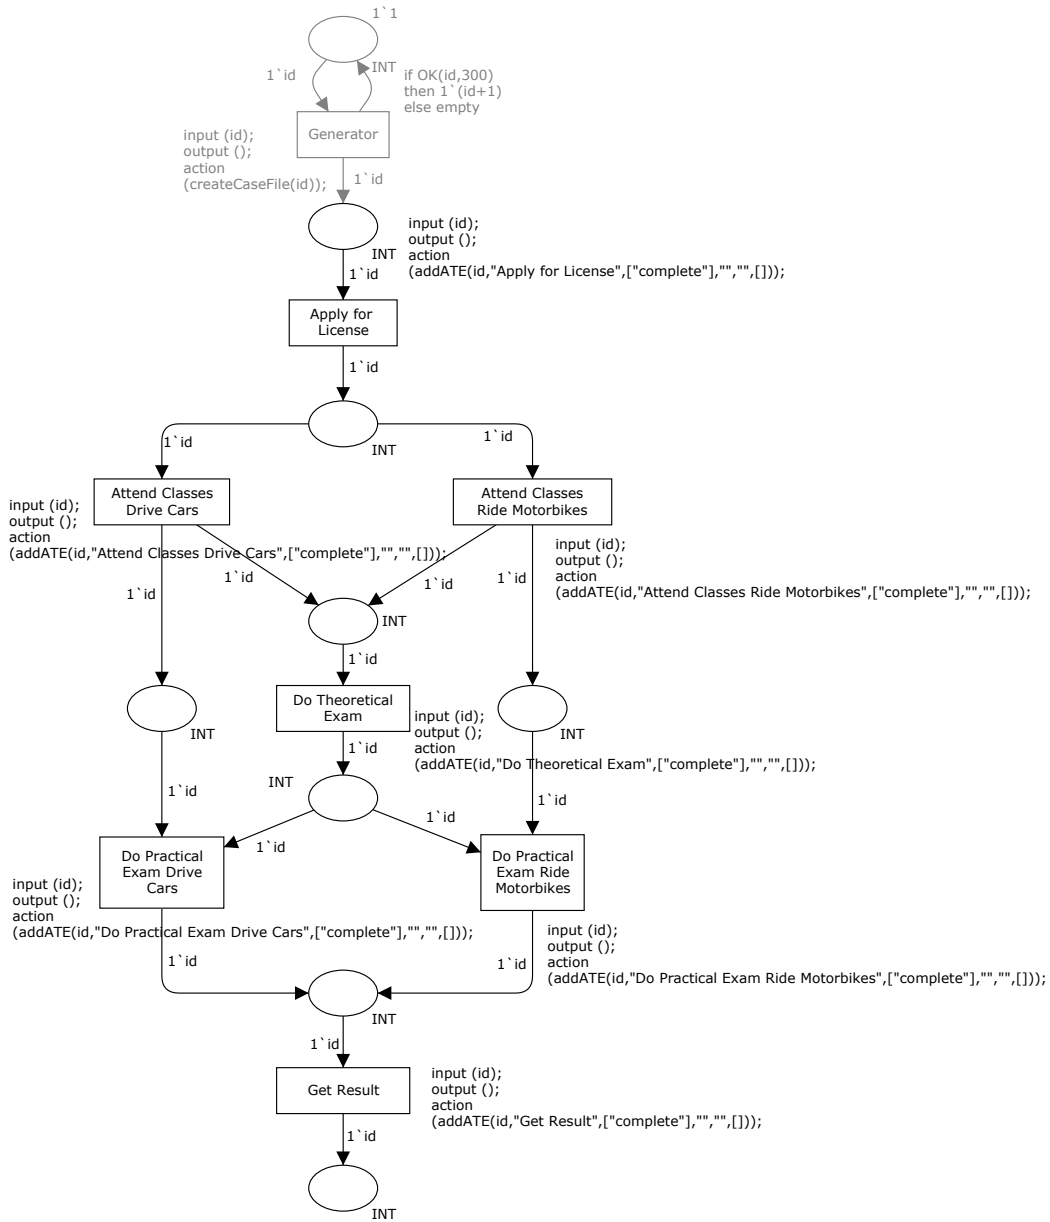 1`1
1`id
INT
if OK(id,300)
then 1`(id+1)
else empty
Generator
input (id);
output ();
action
(createCaseFile(id));
1`id
INT
input (id);
output ();
action
(addATE(id,"Apply for License",["complete"],"","",[]));
1`id
Apply for
License
1`id
INT
1`id
1`id
Attend Classes
Drive Cars
Attend Classes
Ride Motorbikes
input (id);
output ();
action
(addATE(id,"Attend Classes Drive Cars",["complete"],"","",[]));
input (id);
output ();
action
(addATE(id,"Attend Classes Ride Motorbikes",["complete"],"","",[]));
1`id
1`id
1`id
1`id
INT
1`id
Do Theoretical
Exam
input (id);
output ();
action
(addATE(id,"Do Theoretical Exam",["complete"],"","",[]));
INT
INT
1`id
INT
1`id
1`id
1`id
1`id
Do Practical
Exam Drive
Cars
Do Practical
Exam Ride
Motorbikes
input (id);
output ();
action
(addATE(id,"Do Practical Exam Drive Cars",["complete"],"","",[]));
input (id);
output ();
action
(addATE(id,"Do Practical Exam Ride Motorbikes",["complete"],"","",[]));
1`id
1`id
INT
1`id
Get Result
input (id);
output ();
action
(addATE(id,"Get Result",["complete"],"","",[]));
1`id
INT